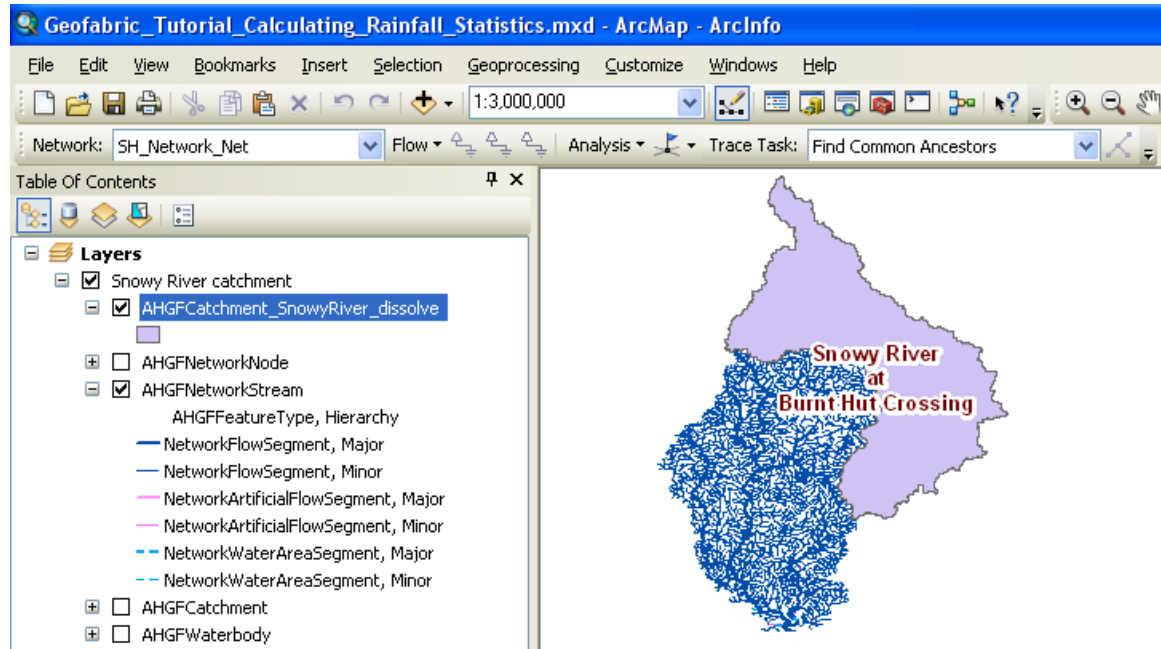 Geofabric_Tutorial_Calculating_Rainfall_Statistics.mxd - ArcMap - ArcInfo
File Edit View Bookmarks Insert Selection Geoprocessing Customize Windows Help
1:3,000,000
Network: SH_Network_Net Flow Analysis Trace Task: Find Common Ancestors
Table Of Contents
Layers
Snowy River catchment
AHGFCatchment_SnowyRiver_dissolve
AHGFNetworkNode
AHGFNetworkStream
AHGFFeatureType, Hierarchy
NetworkFlowSegment, Major
NetworkFlowSegment, Minor
NetworkArtificialFlowSegment, Major
NetworkArtificialFlowSegment, Minor
NetworkWaterAreaSegment, Major
NetworkWaterAreaSegment, Minor
AHGFCatchment
AHGFWaterbody
Snowy River
at
Burnt Hut Crossing